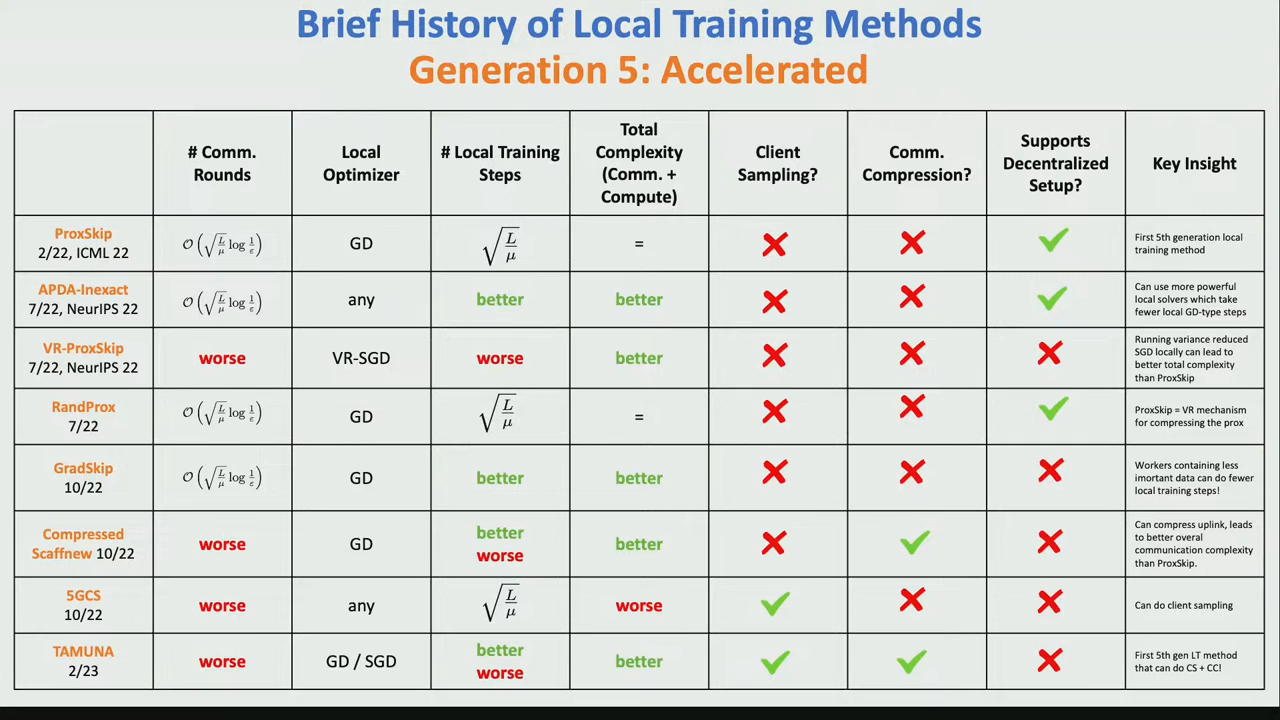 Brief History of Local Training Methods
Generation 5: Accelerated
# Comm.
Rounds
Local
Optimizer
# Local Training
Steps
Total
Complexity
(Comm. +
Compute)
Client
Sampling?
Comm.
Compression?
Supports
Decentralized
Setup?
Key Insight
ProxSkip
2/22, ICML 22
𝒪(√(L/μ) log 1/ε)
GD
√(L/μ)
=
❌
❌
✓
First 5th generation local
training method
APDA-Inexact
7/22, NeurIPS 22
𝒪(√(L/μ) log 1/ε)
any
better
better
❌
❌
✓
Can use more powerful
local solvers which take
fewer local GD-type steps
VR-ProxSkip
7/22, NeurIPS 22
worse
VR-SGD
worse
better
❌
❌
❌
Running variance reduced
SGD locally can lead to
better total complexity
than ProxSkip
RandProx
7/22
𝒪(√(L/μ) log 1/ε)
GD
√(L/μ)
=
❌
❌
✓
ProxSkip = VR mechanism
for compressing the prox
GradSkip
10/22
𝒪(√(L/μ) log 1/ε)
GD
better
better
❌
❌
❌
Workers containing less
imortant data can do fewer
local training steps!
Compressed
Scaffnew 10/22
worse
GD
better
worse
better
❌
✓
❌
Can compress uplink, leads
to better overal
communication complexity
than ProxSkip.
5GCS
10/22
worse
any
√(L/μ)
worse
✓
❌
❌
Can do client sampling
TAMUNA
2/23
worse
GD / SGD
better
worse
better
✓
✓
❌
First 5th gen LT method
that can do CS + CC!